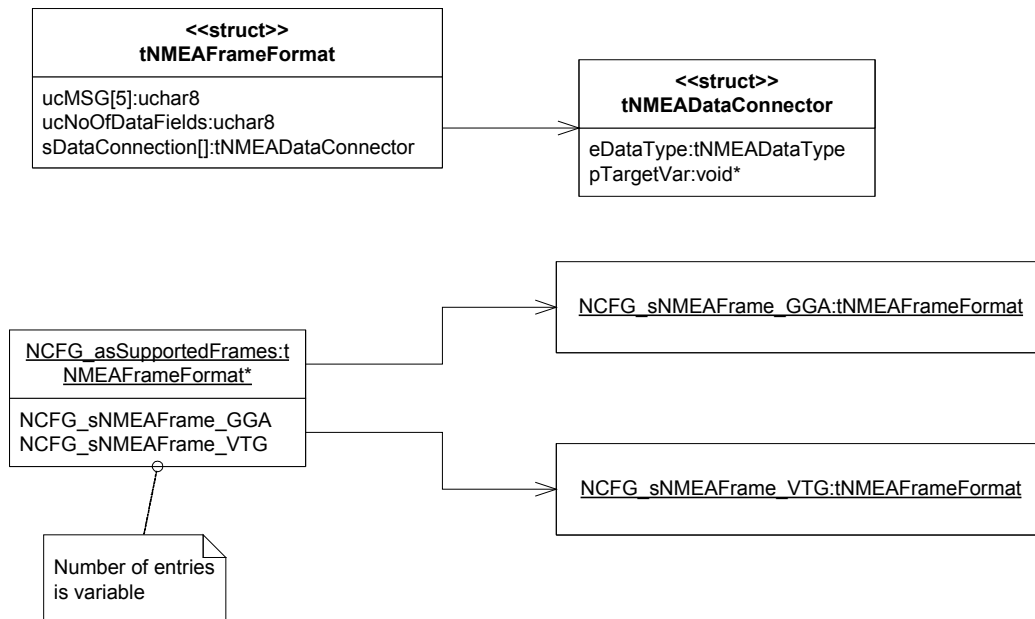 <<struct>>
tNMEAFrameFormat
ucMSG[5]:uchar8
ucNoOfDataFields:uchar8
sDataConnection[]:tNMEADataConnector
<<struct>>
tNMEADataConnector
eDataType:tNMEADataType
pTargetVar:void*
NCFG_sNMEAFrame_GGA:tNMEAFrameFormat
NCFG_asSupportedFrames:t
NMEAFrameFormat*
NCFG_sNMEAFrame_GGA
NCFG_sNMEAFrame_VTG
NCFG_sNMEAFrame_VTG:tNMEAFrameFormat
Number of entries
is variable